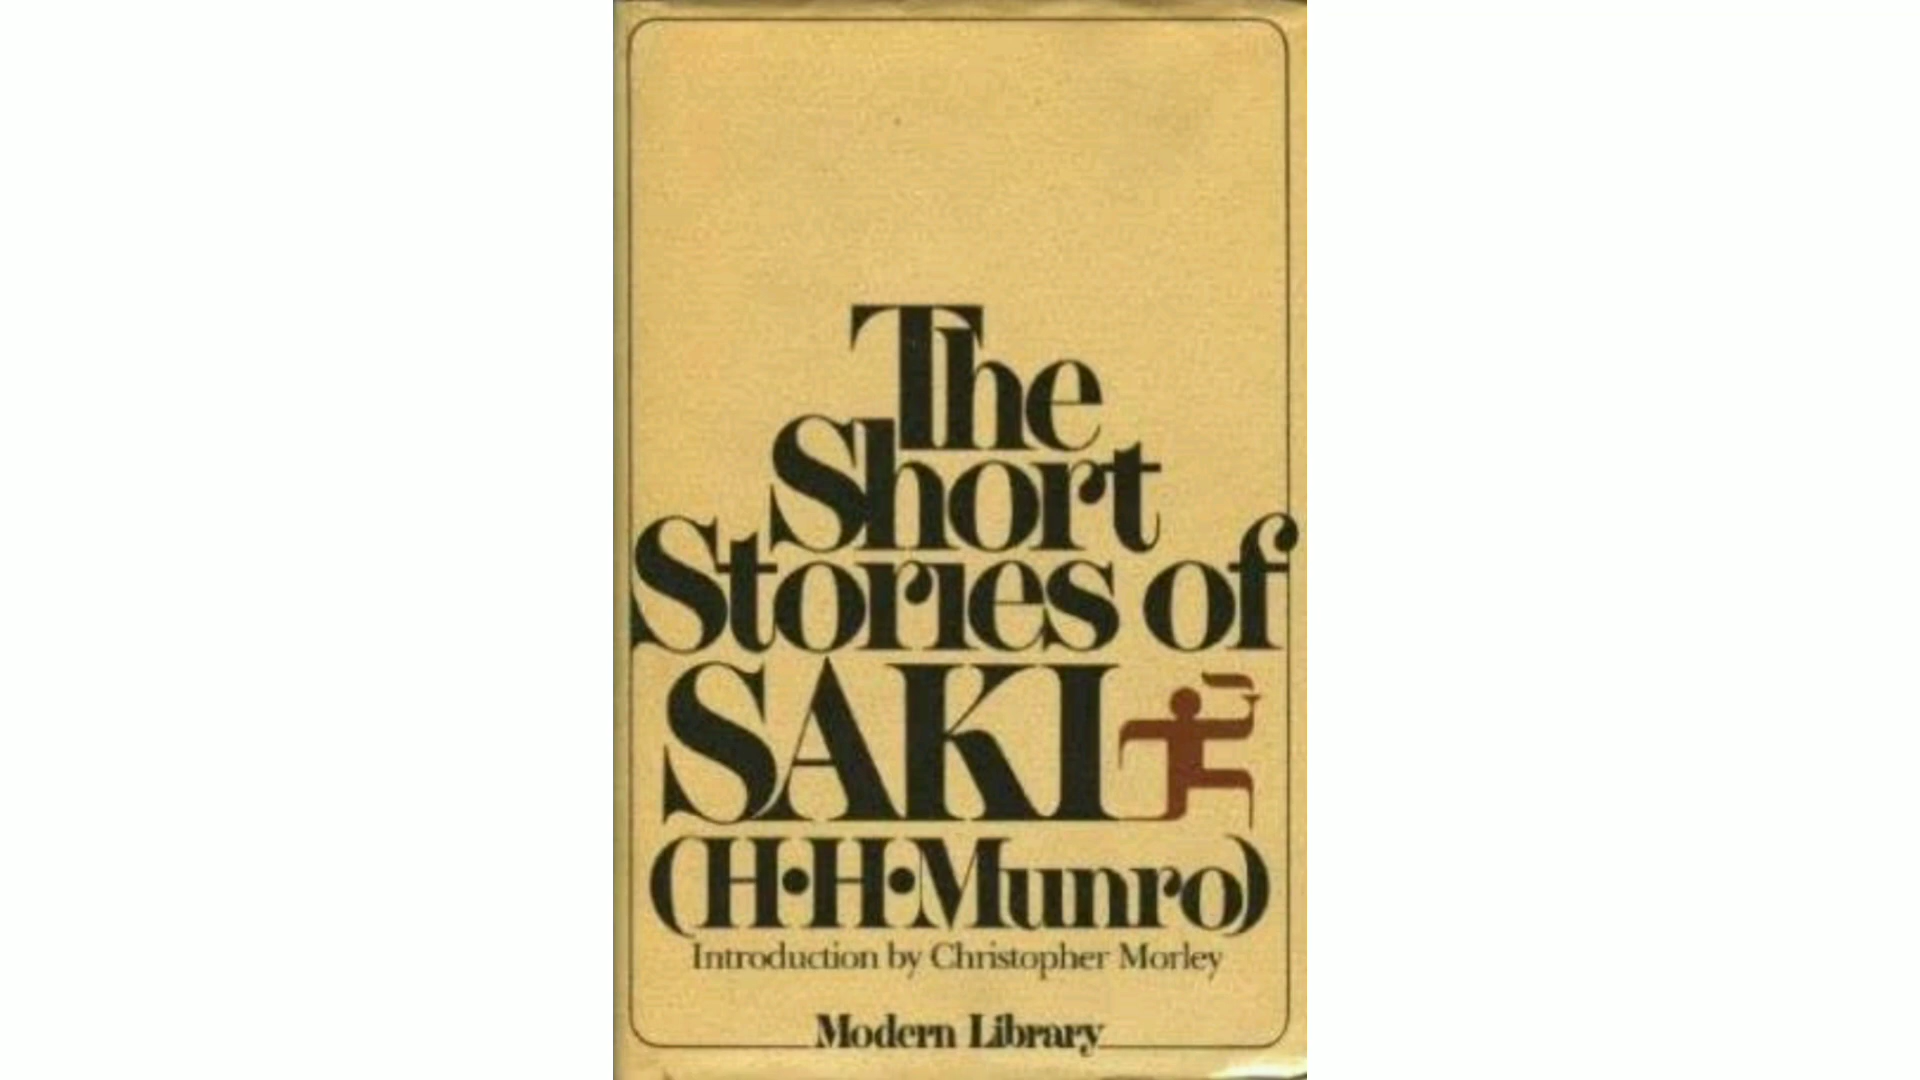 The
Short
Stories of
SAKI
(H•H•Munro)
Introduction by Christopher Morley
Modern Library